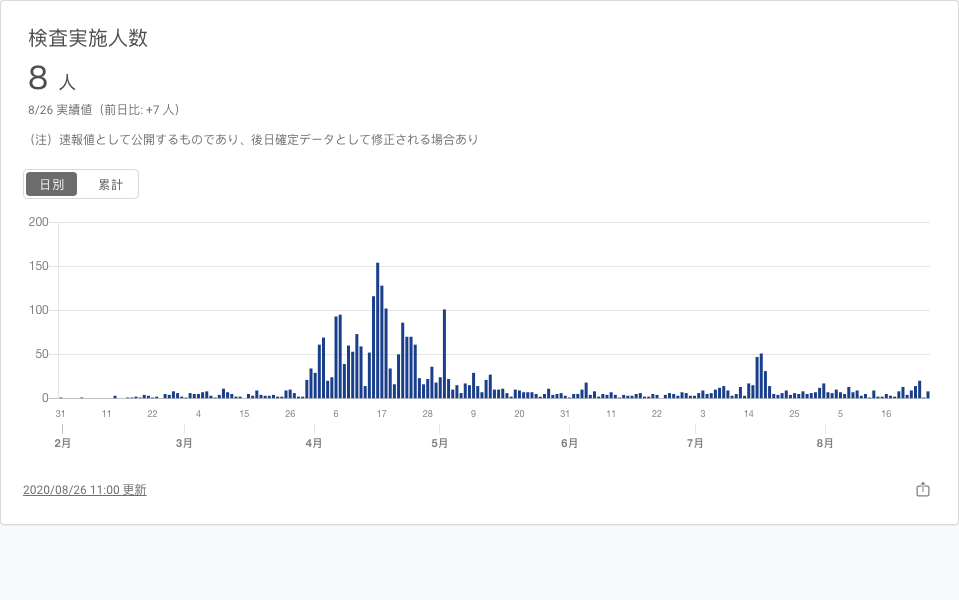 検査実施人数
8 人
8/26 実績値（前日比: +7 人）
（注）速報値として公開するものであり、後日確定データとして修正される場合あり
日別 累計
200
150
100
50
0
31 11 22 4 15 26 6 17 28 9 20 31 11 22 3 14 25 5 16
2月 3月 4月 5月 6月 7月 8月
2020/08/26 11:00 更新